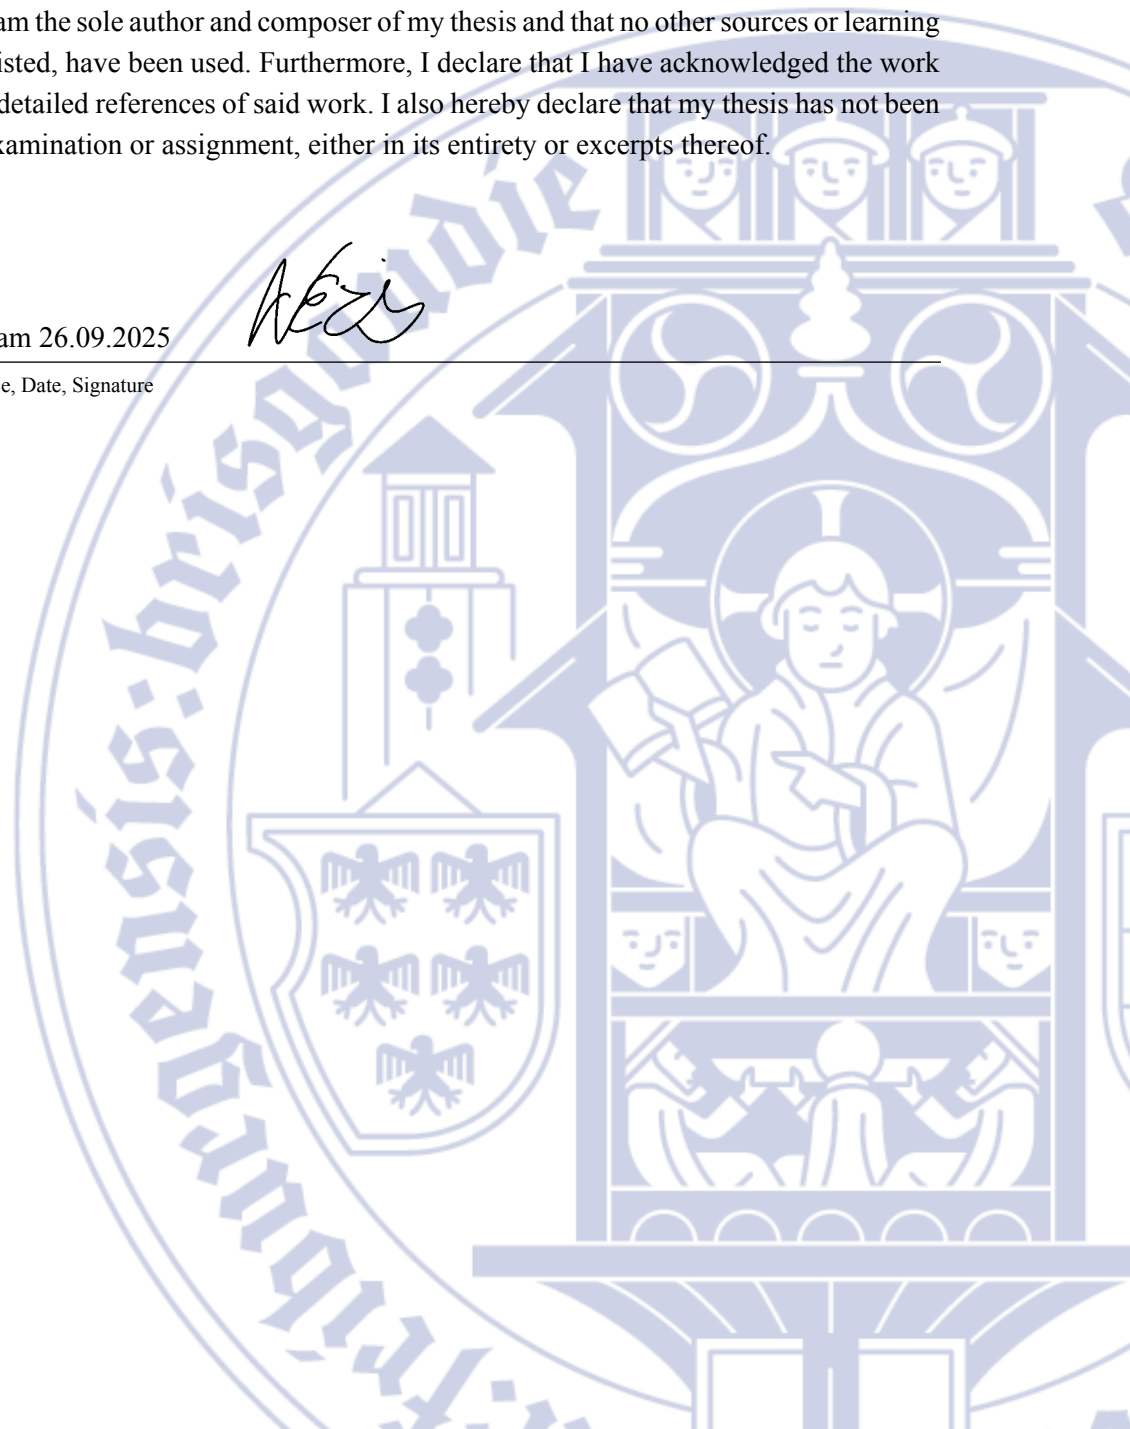 am the sole author and composer of my thesis and that no other sources or learning
isted, have been used. Furthermore, I declare that I have acknowledged the work
detailed references of said work. I also hereby declare that my thesis has not been
xamination or assignment, either in its entirety or excerpts thereof.
am 26.09.2025
e, Date, Signature
brisgaudie